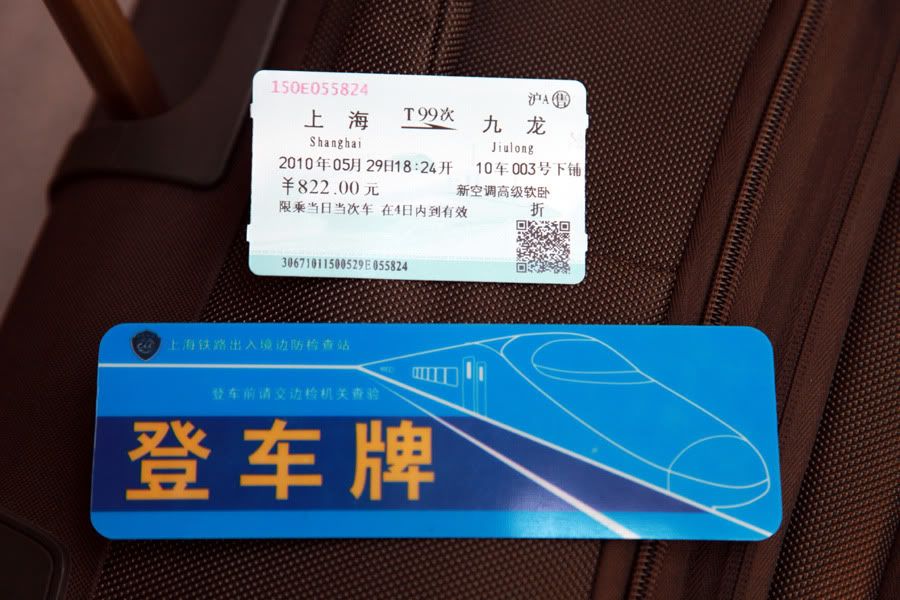 150E055824
沪A 售
上海 T99次 九龙
Shanghai Jiulong
2010年05月29日18:24开 10车003号下铺
¥822.00元 新空调高级软卧
限乘当日当次车 在4日内到有效 折
30671011500529E055824
上海铁路出入境边防检查站
登车前请交边检机关查验
登车牌